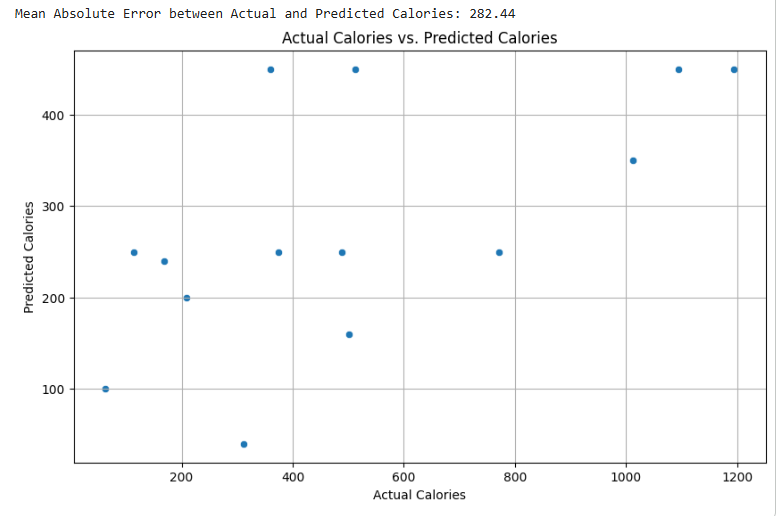 Mean Absolute Error between Actual and Predicted Calories: 282.44
Actual Calories vs. Predicted Calories
400
300
200
100
Predicted Calories
200
400
600
800
1000
1200
Actual Calories